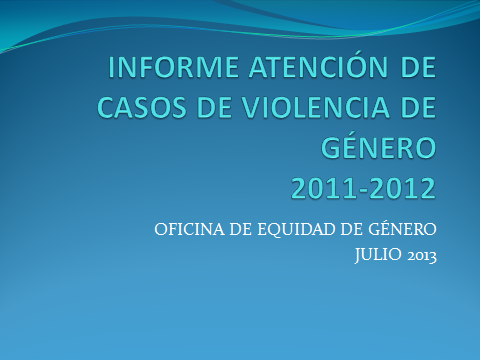 INFORME ATENCIÓN DE
CASOS DE VIOLENCIA DE
GÉNERO
2011-2012
OFICINA DE EQUIDAD DE GÉNERO
JULIO 2013